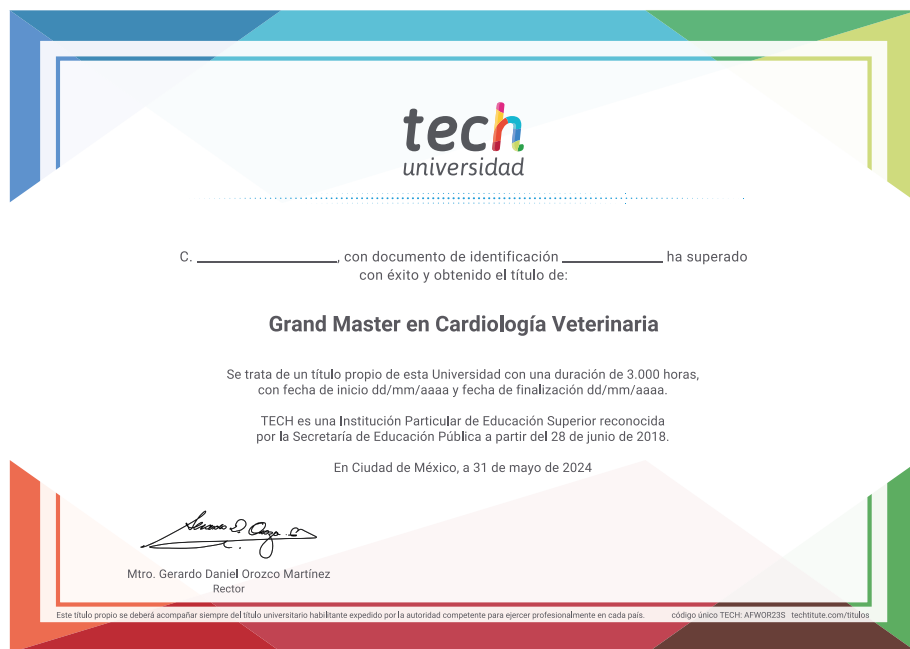 tech
universidad
C. __________________, con documento de identificación _____________ ha superado
con éxito y obtenido el título de:
Grand Master en Cardiología Veterinaria
Se trata de un título propio de esta Universidad con una duración de 3.000 horas,
con fecha de inicio dd/mm/aaaa y fecha de finalización dd/mm/aaaa.
TECH es una Institución Particular de Educación Superior reconocida
por la Secretaría de Educación Pública a partir del 28 de junio de 2018.
En Ciudad de México, a 31 de mayo de 2024
Mtro. Gerardo Daniel Orozco Martínez
Rector
Este título propio se deberá acompañar siempre del título universitario habilitante expedido por la autoridad competente para ejercer profesionalmente en cada país. código único TECH: AFWOR23S techtitute.com/titulos